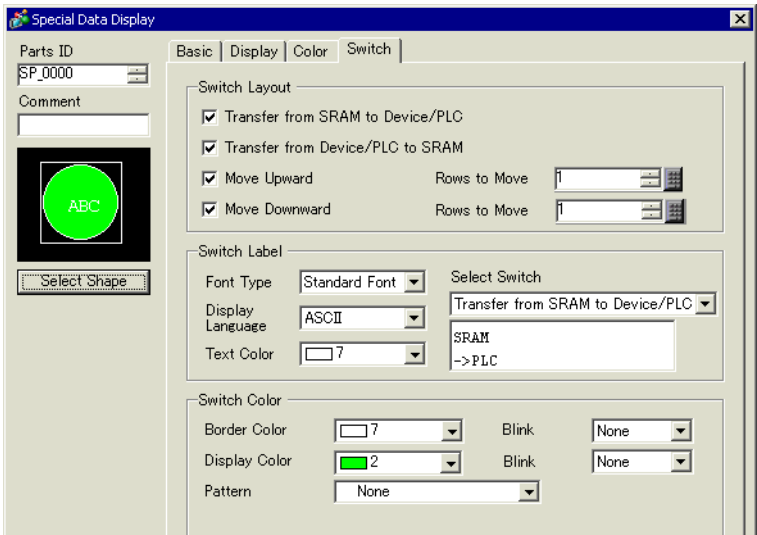 Special Data Display
Parts ID
SP_0000
Comment
ABC
Select Shape
Basic Display Color Switch
Switch Layout
Transfer from SRAM to Device/PLC
Transfer from Device/PLC to SRAM
Move Upward Rows to Move 1
Move Downward Rows to Move 1
Switch Label
Font Type Standard Font Select Switch
Display Language ASCII Transfer from SRAM to Device/PLC
Text Color 7 SRAM
->PLC
Switch Color
Border Color 7 Blink None
Display Color 2 Blink None
Pattern None